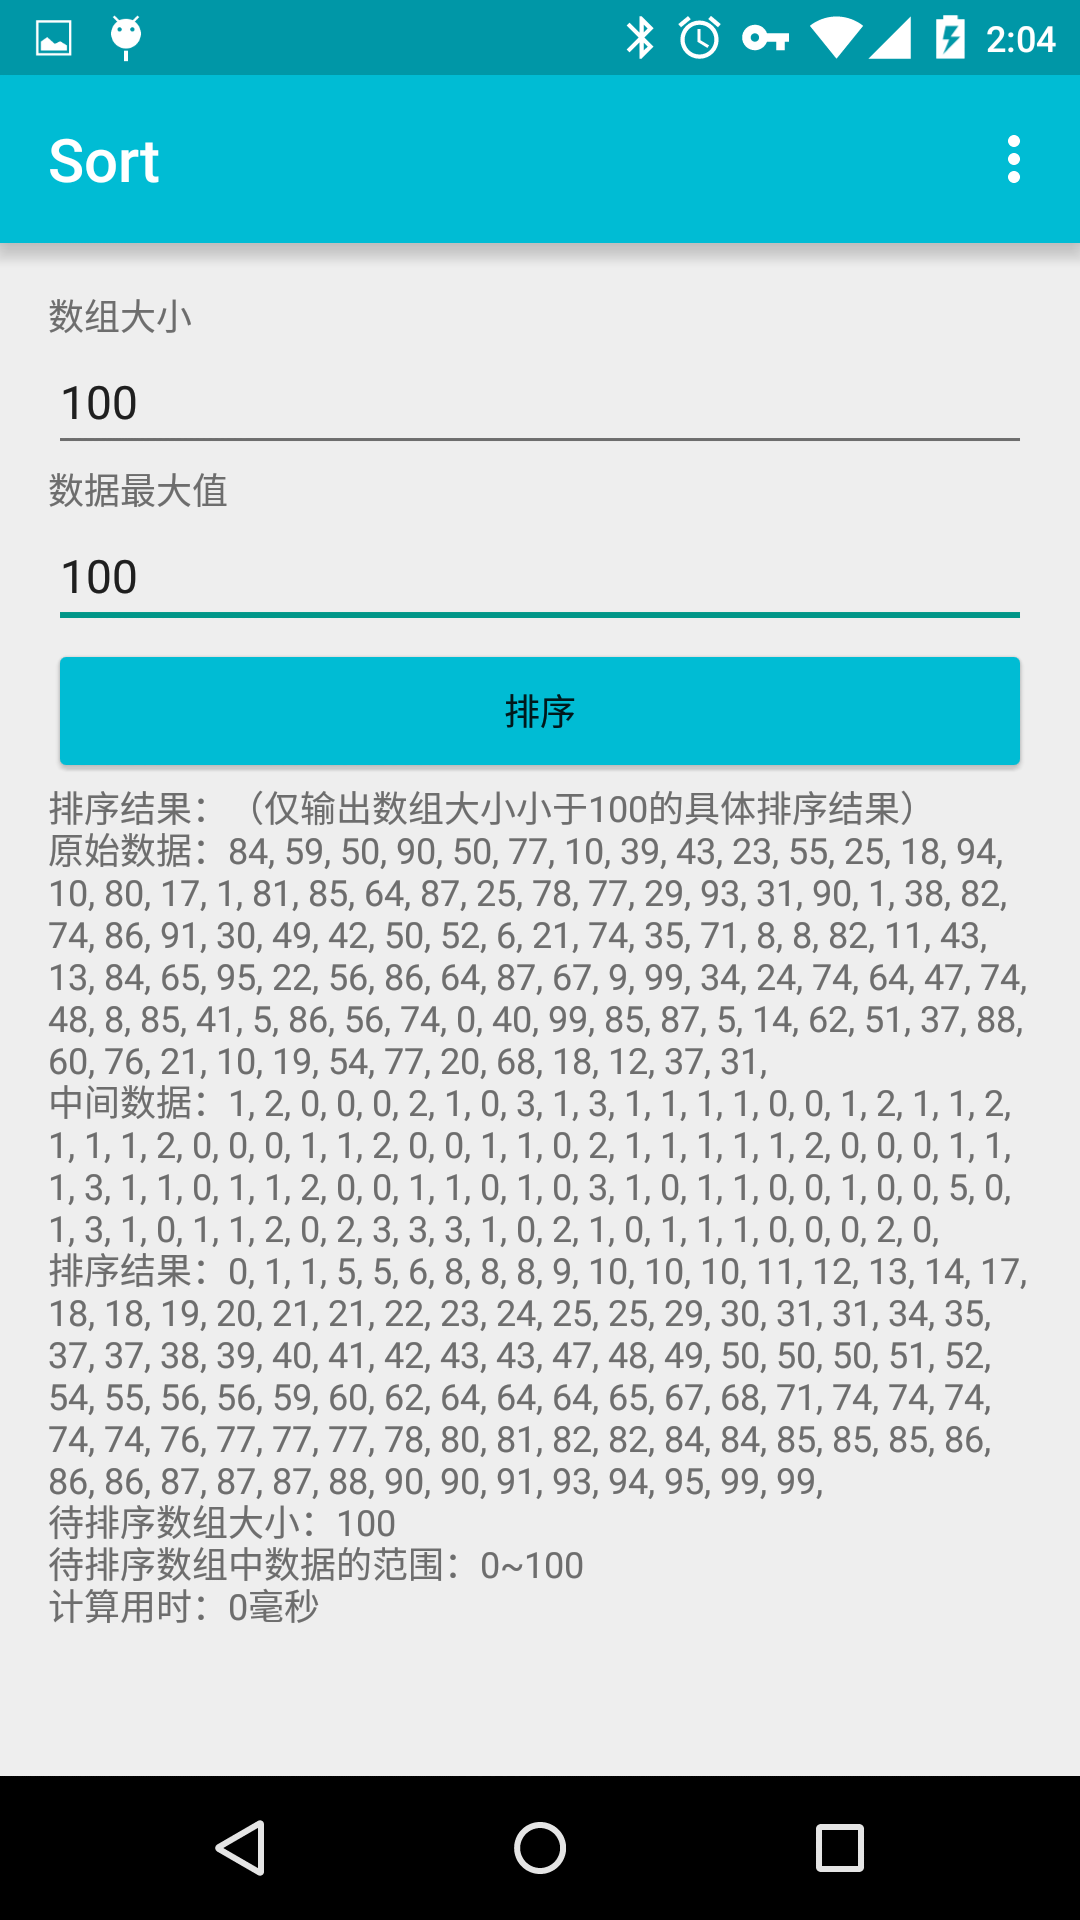 2:04
Sort
数组大小
100
数据最大值
100
排序
排序结果：（仅输出数组大小小于100的具体排序结果）
原始数据：84, 59, 50, 90, 50, 77, 10, 39, 43, 23, 55, 25, 18, 94,
10, 80, 17, 1, 81, 85, 64, 87, 25, 78, 77, 29, 93, 31, 90, 1, 38, 82,
74, 86, 91, 30, 49, 42, 50, 52, 6, 21, 74, 35, 71, 8, 8, 82, 11, 43,
13, 84, 65, 95, 22, 56, 86, 64, 87, 67, 9, 99, 34, 24, 74, 64, 47, 74,
48, 8, 85, 41, 5, 86, 56, 74, 0, 40, 99, 85, 87, 5, 14, 62, 51, 37, 88,
60, 76, 21, 10, 19, 54, 77, 20, 68, 18, 12, 37, 31,
中间数据：1, 2, 0, 0, 0, 2, 1, 0, 3, 1, 3, 1, 1, 1, 1, 0, 0, 1, 2, 1, 1, 2,
1, 1, 1, 2, 0, 0, 0, 1, 1, 2, 0, 0, 1, 1, 0, 2, 1, 1, 1, 1, 1, 2, 0, 0, 0, 1, 1,
1, 3, 1, 1, 0, 1, 1, 2, 0, 0, 1, 1, 0, 1, 0, 3, 1, 0, 1, 1, 0, 0, 1, 0, 0, 5, 0,
1, 3, 1, 0, 1, 1, 2, 0, 2, 3, 3, 3, 1, 0, 2, 1, 0, 1, 1, 1, 0, 0, 0, 2, 0,
排序结果：0, 1, 1, 5, 5, 6, 8, 8, 8, 9, 10, 10, 10, 11, 12, 13, 14, 17,
18, 18, 19, 20, 21, 21, 22, 23, 24, 25, 25, 29, 30, 31, 31, 34, 35,
37, 37, 38, 39, 40, 41, 42, 43, 43, 47, 48, 49, 50, 50, 50, 51, 52,
54, 55, 56, 56, 59, 60, 62, 64, 64, 64, 65, 67, 68, 71, 74, 74, 74,
74, 74, 76, 77, 77, 77, 78, 80, 81, 82, 82, 84, 84, 85, 85, 85, 86,
86, 86, 87, 87, 87, 88, 90, 90, 91, 93, 94, 95, 99, 99,
待排序数组大小：100
待排序数组中数据的范围：0~100
计算用时：0毫秒